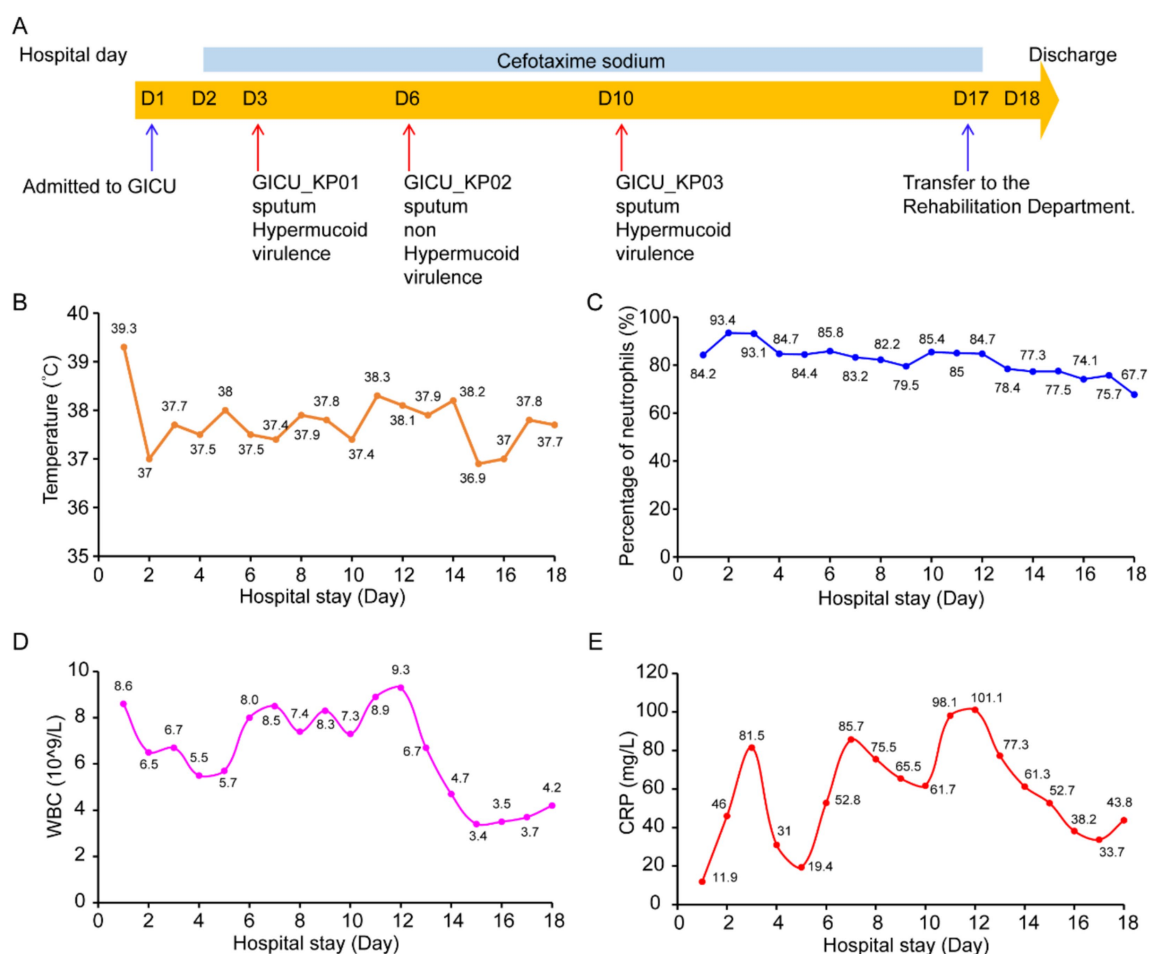 A
Hospital day
Cefotaxime sodium
Discharge
D1 D2 D3 D6 D10 D17 D18
Admitted to GICU
GICU_KP01
sputum
Hypermucoid
virulence
GICU_KP02
sputum
non
Hypermucoid
virulence
GICU_KP03
sputum
Hypermucoid
virulence
Transfer to the
Rehabilitation Department.
B
Temperature (°C)
40
39
38
37
36
35
39.3
37
37.7
37.5
38
37.5
37.4
37.9
37.8
37.4
38.3
38.1
37.9
38.2
36.9
37
37.8
37.7
0 2 4 6 8 10 12 14 16 18
Hospital stay (Day)
C
Percentage of neutrophils (%)
100
80
60
40
20
0
84.2
93.4
93.1
84.7
84.4
85.8
83.2
82.2
79.5
85.4
85
84.7
78.4
77.3
77.5
74.1
75.7
67.7
0 2 4 6 8 10 12 14 16 18
Hospital stay (Day)
D
WBC (10^9/L)
10
8
6
4
2
0
8.6
6.5
6.7
5.5
5.7
8.0
8.5
7.4
8.3
7.3
8.9
9.3
6.7
4.7
3.4
3.5
3.7
4.2
0 2 4 6 8 10 12 14 16 18
Hospital stay (Day)
E
CRP (mg/L)
120
100
80
60
40
20
0
11.9
46
81.5
31
19.4
52.8
85.7
75.5
65.5
61.7
98.1
101.1
77.3
61.3
52.7
38.2
33.7
43.8
0 2 4 6 8 10 12 14 16 18
Hospital stay (Day)